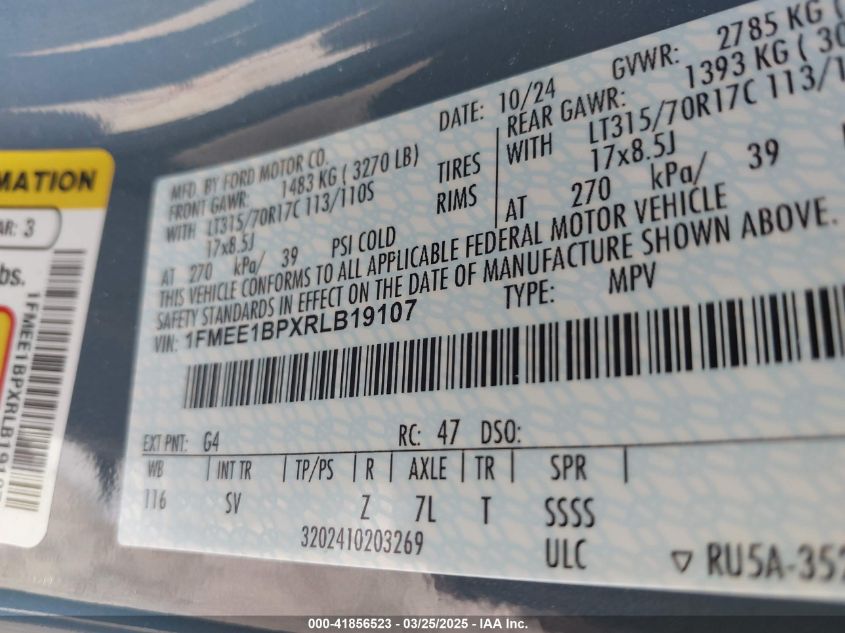 MATION
AR: 3
bs.
1FMEE1BPXRLB1910
MFD. BY FORD MOTOR CO.
DATE: 10/24
GVWR: 2785 KG (
FRONT GAWR: 1483 KG ( 3270 LB)
REAR GAWR: 1393 KG ( 30
WITH LT315/70R17C 113/110S
TIRES
WITH LT315/70R17C 113/1
17x8.5J
RIMS
17x8.5J
AT 270 kPa/ 39 PSI COLD
AT 270 kPa/ 39
THIS VEHICLE CONFORMS TO ALL APPLICABLE FEDERAL MOTOR VEHICLE
SAFETY STANDARDS IN EFFECT ON THE DATE OF MANUFACTURE SHOWN ABOVE.
VIN: 1FMEE1BPXRLB19107
TYPE: MPV
EXT PNT: G4 RC: 47 DSO:
WB | INT TR | TP/PS | R | AXLE | TR | SPR |
116 SV Z 7L T SSSS
3202410203269 ULC
RU5A-352
000-41856523 - 03/25/2025 - IAA Inc.